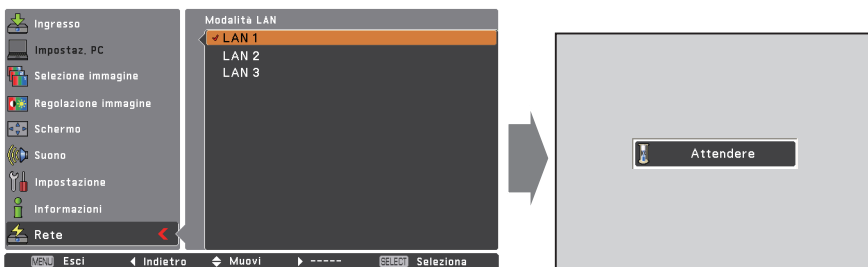 Ingresso
Impostaz. PC
Selezione immagine
Regolazione immagine
Schermo
Suono
Impostazione
Informazioni
Rete
Modalità LAN
LAN 1
LAN 2
LAN 3
MENU Esci Indietro Muovi ----- SELECT Seleziona
Attendere